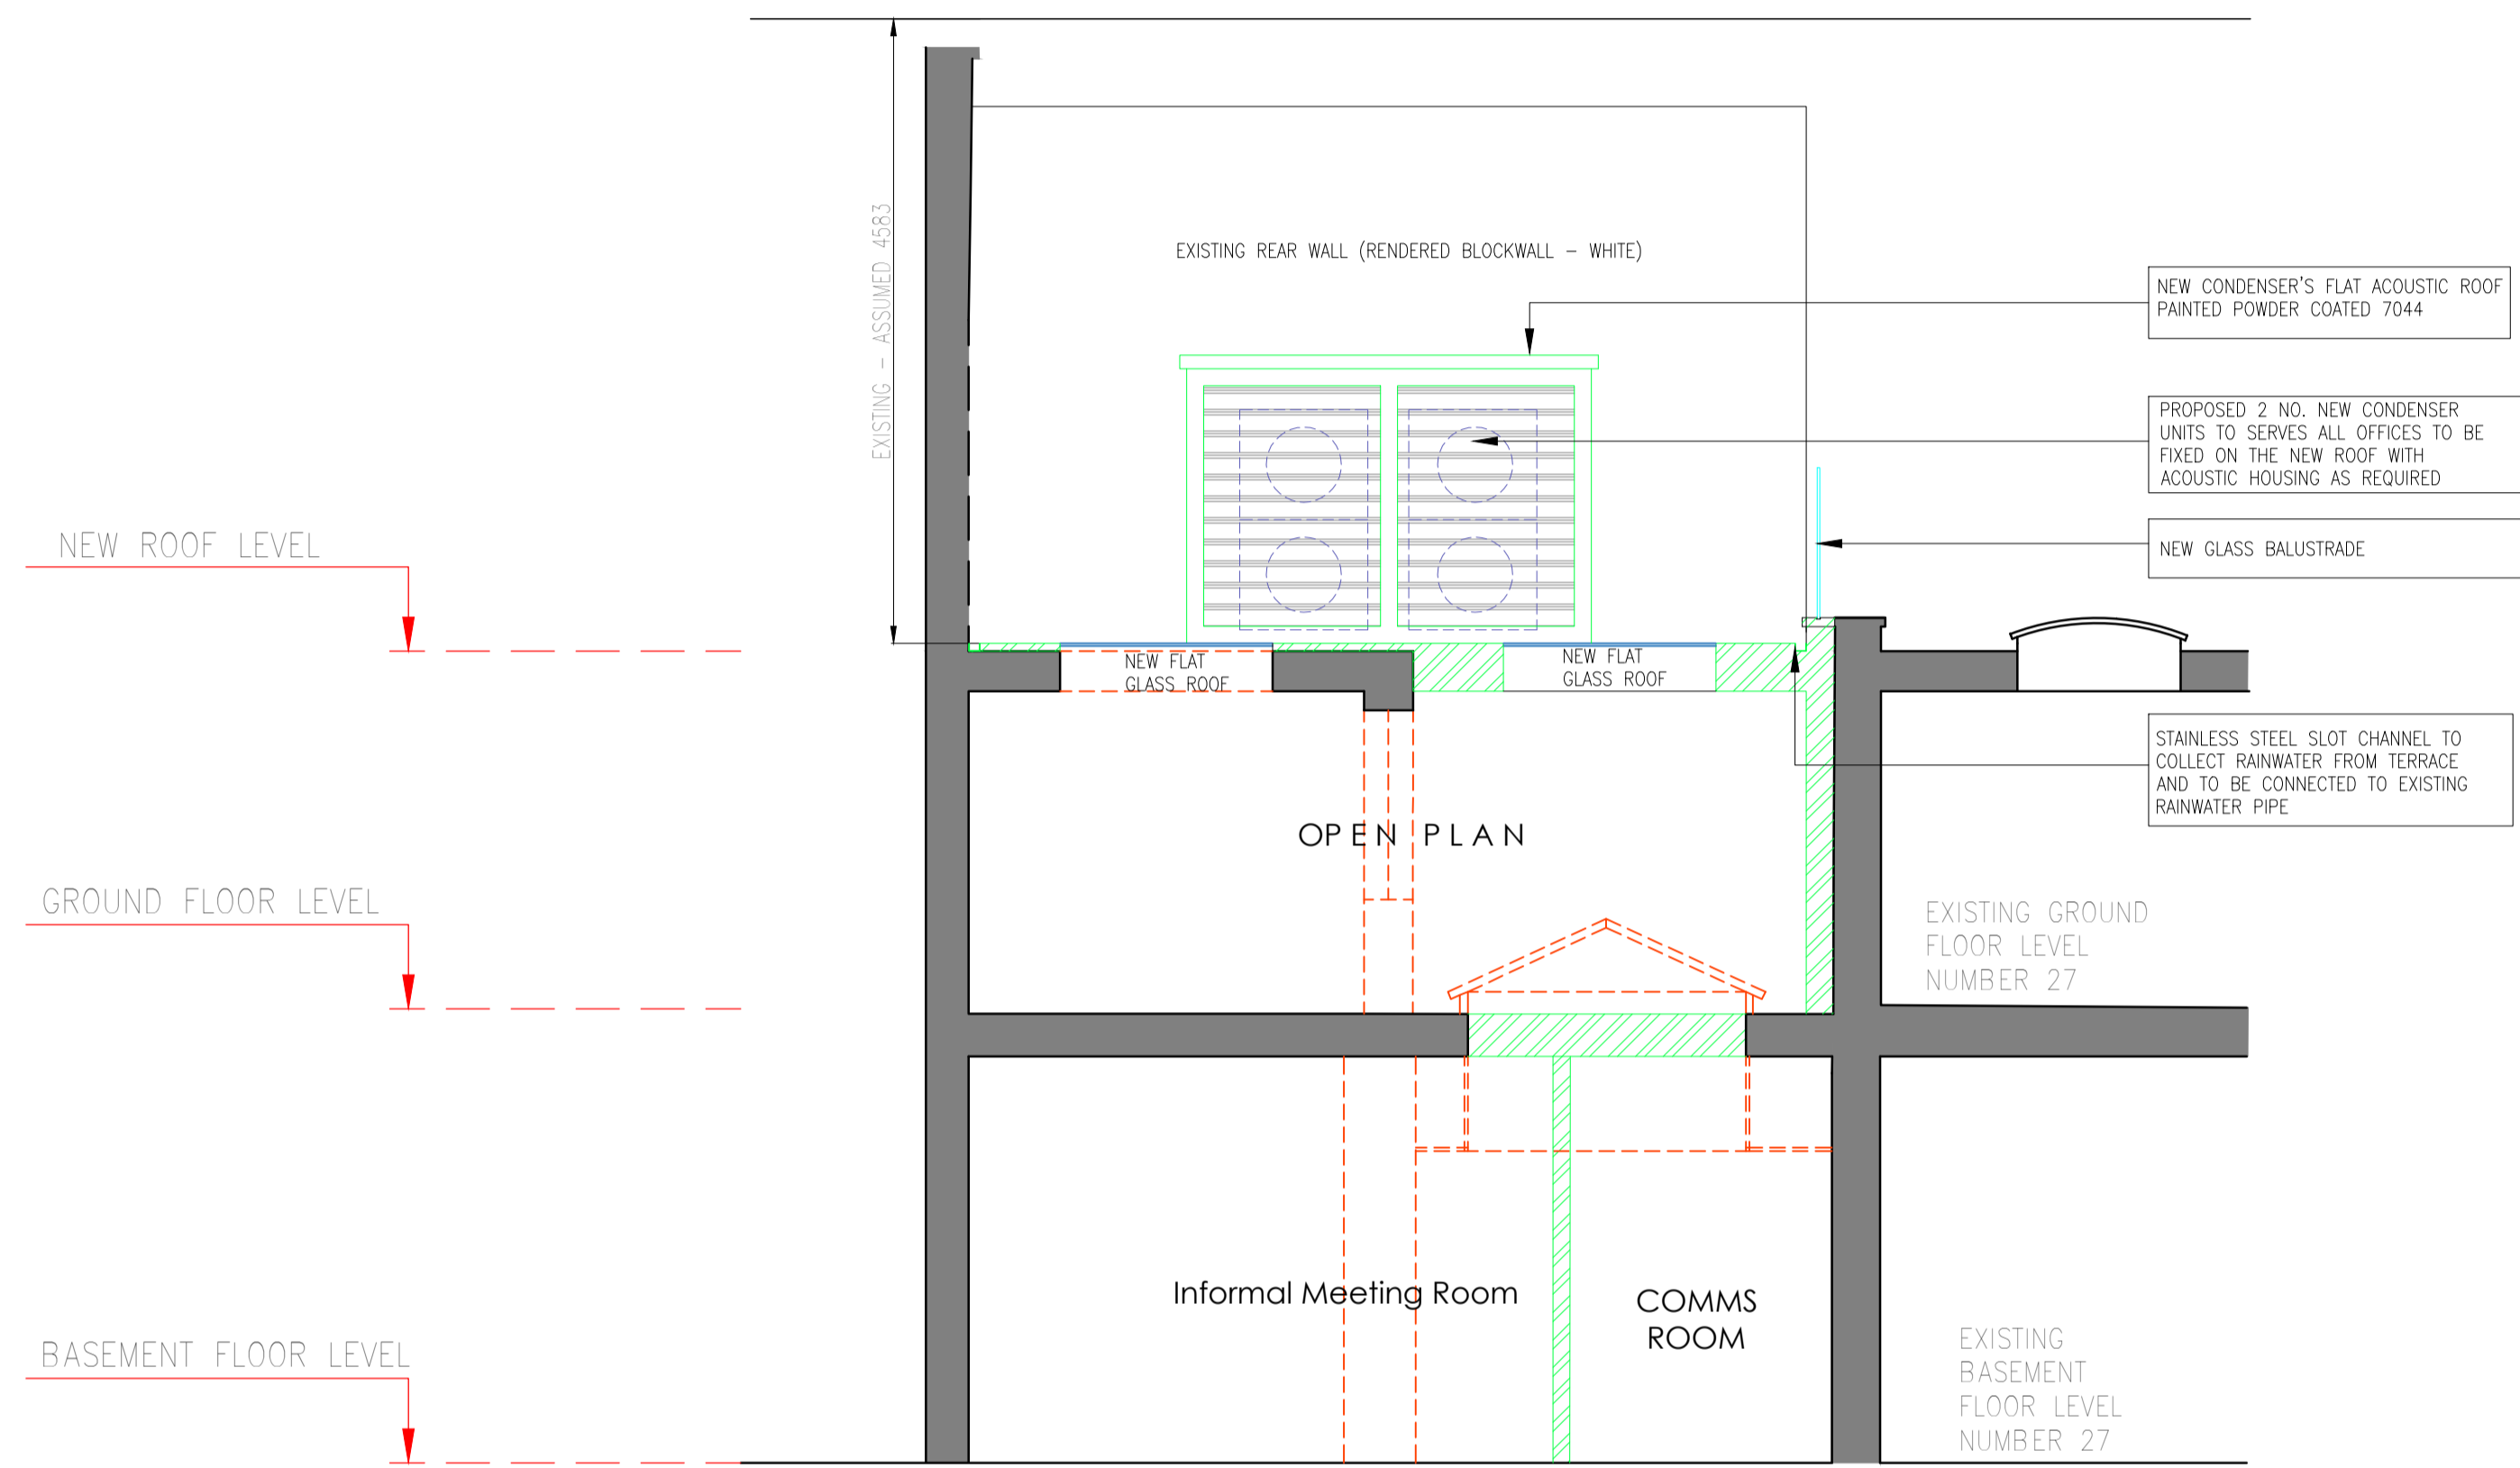 EXISTING - ASSUMED 4583
EXISTING REAR WALL (RENDERED BLOCKWALL - WHITE)
NEW CONDENSER'S FLAT ACOUSTIC ROOF
PAINTED POWDER COATED 7044
PROPOSED 2 NO. NEW CONDENSER
UNITS TO SERVES ALL OFFICES TO BE
FIXED ON THE NEW ROOF WITH
ACOUSTIC HOUSING AS REQUIRED
NEW GLASS BALUSTRADE
NEW ROOF LEVEL
NEW FLAT
GLASS ROOF
NEW FLAT
GLASS ROOF
STAINLESS STEEL SLOT CHANNEL TO
COLLECT RAINWATER FROM TERRACE
AND TO BE CONNECTED TO EXISTING
RAINWATER PIPE
OPEN PLAN
GROUND FLOOR LEVEL
EXISTING GROUND
FLOOR LEVEL
NUMBER 27
Informal Meeting Room
COMMS
ROOM
BASEMENT FLOOR LEVEL
EXISTING
BASEMENT
FLOOR LEVEL
NUMBER 27